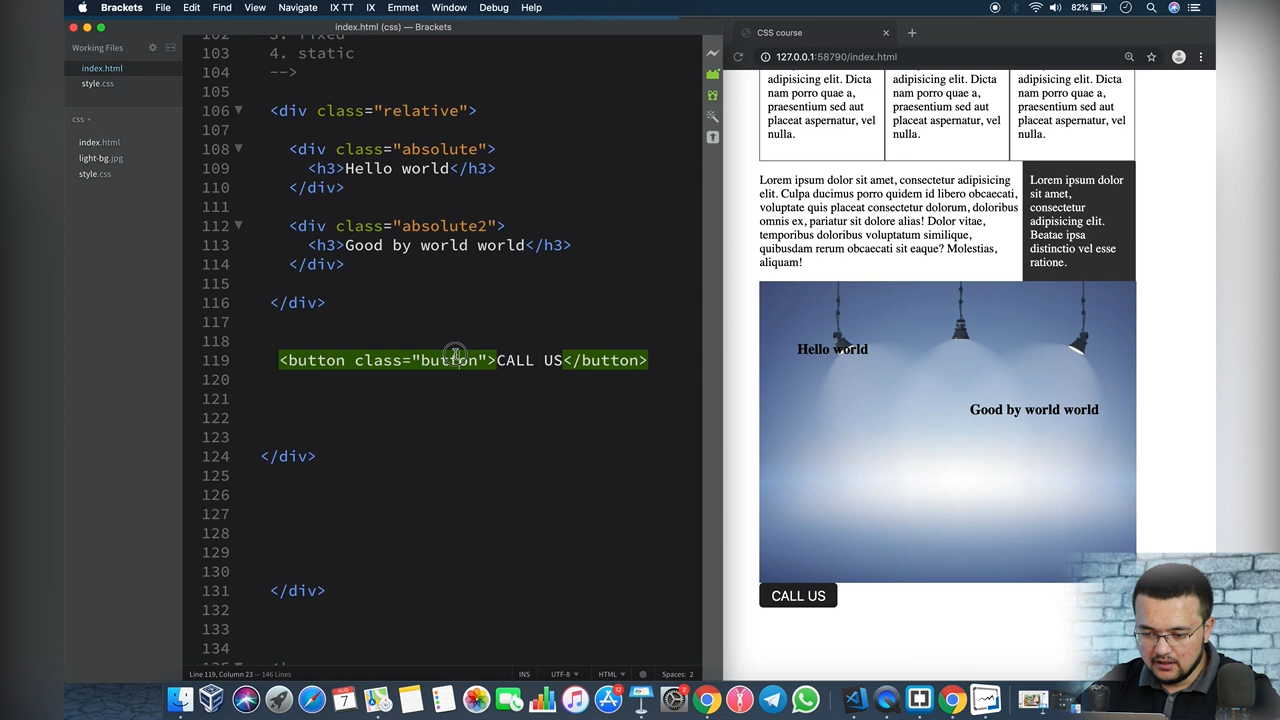 Brackets File Edit Find View Navigate IX TT IX Emmet Window Debug Help 82%
index.html (css) — Brackets
Working Files
index.html
style.css
css
index.html
light-bg.jpg
style.css
102 3. fixed
103 4. static
104 -->
105
106 <div class="relative">
107
108 <div class="absolute">
109 <h3>Hello world</h3>
110 </div>
111
112 <div class="absolute2">
113 <h3>Good by world world</h3>
114 </div>
115
116 </div>
117
118
119 <button class="button">CALL US</button>
120
121
122
123
124 </div>
125
126
127
128
129
130
131 </div>
132
133
134
Line 119, Column 23 — 146 Lines
INS UTF-8 HTML Spaces: 2
CSS course
127.0.0.1:58790/index.html
adipisicing elit. Dicta
nam porro quae a,
praesentium sed aut
placeat aspernatur, vel
nulla.
adipisicing elit. Dicta
nam porro quae a,
praesentium sed aut
placeat aspernatur, vel
nulla.
adipisicing elit. Dicta
nam porro quae a,
praesentium sed aut
placeat aspernatur, vel
nulla.
Lorem ipsum dolor sit amet, consectetur adipisicing
elit. Culpa ducimus porro quidem id libero obcaecati,
voluptate quis placeat consectetur dolorum, doloribus
omnis ex, pariatur sit dolore alias! Dolor vitae,
temporibus doloribus voluptatum similique,
quibusdam rerum obcaecati sit eaque? Molestias,
aliquam!
Lorem ipsum dolor
sit amet,
consectetur
adipisicing elit.
Beatae ipsa
distinctio vel esse
ratione.
Hello world
Good by world world
CALL US